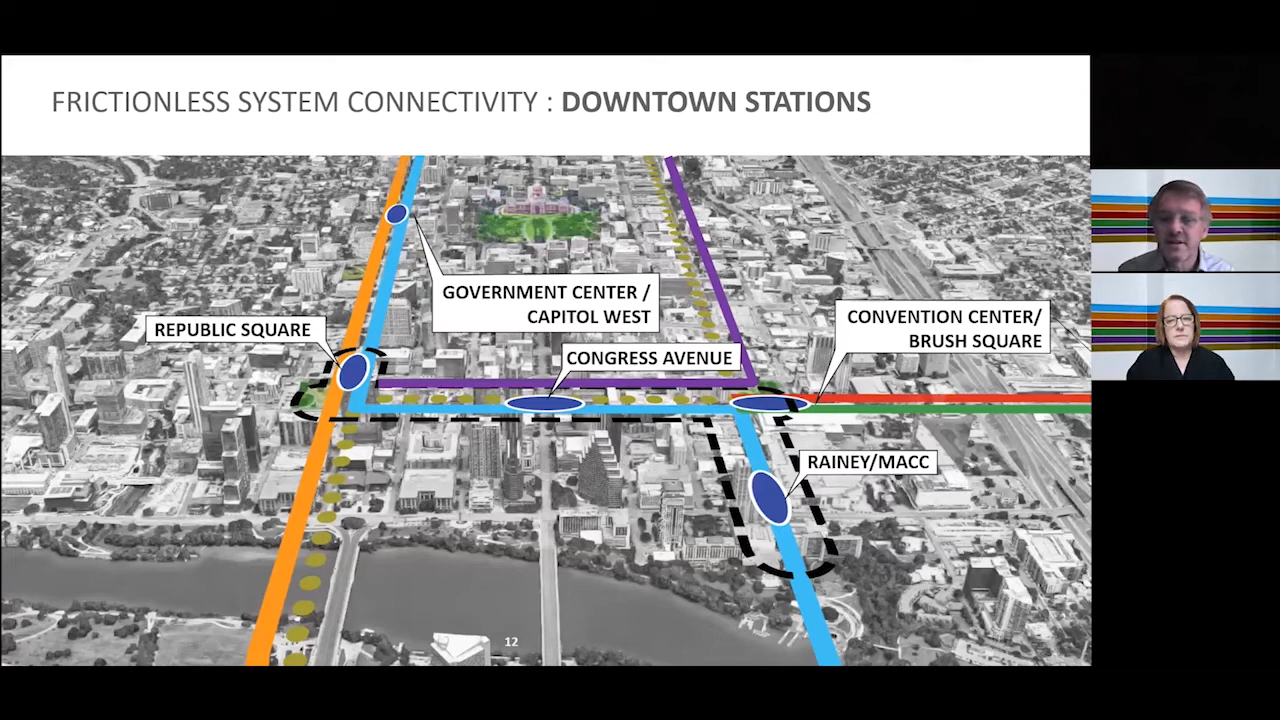 FRICTIONLESS SYSTEM CONNECTIVITY : DOWNTOWN STATIONS
GOVERNMENT CENTER /
CAPITOL WEST
REPUBLIC SQUARE
CONVENTION CENTER/
BRUSH SQUARE
CONGRESS AVENUE
RAINEY/MACC
12